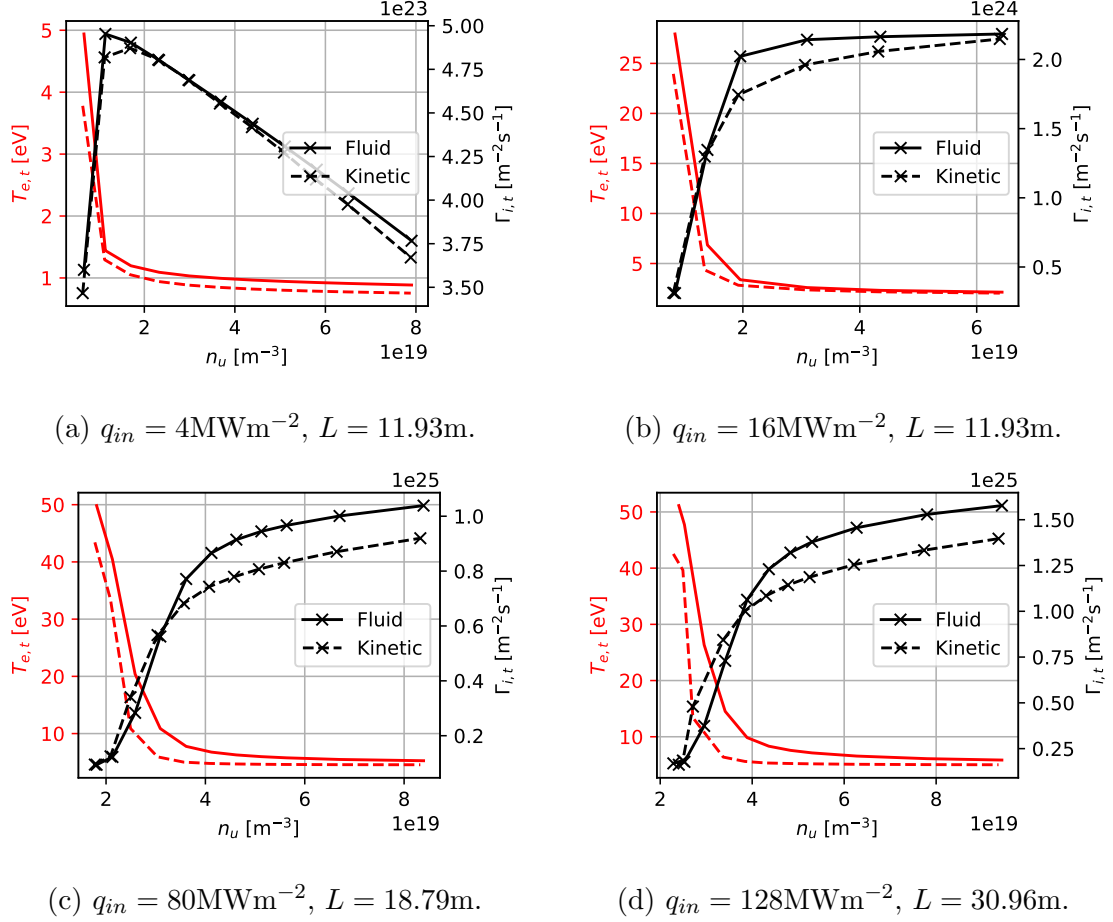 1e23
5
4
3
2
1
T_{e,t} [eV]
5.00
4.75
4.50
4.25
4.00
3.75
3.50
Γ_{i,t} [m⁻²s⁻¹]
Fluid
Kinetic
2 4 6 8
n_u [m⁻³]
1e19
(a) q_{in} = 4MWm⁻², L = 11.93m.
1e24
25
20
15
10
5
T_{e,t} [eV]
2.0
1.5
1.0
0.5
Γ_{i,t} [m⁻²s⁻¹]
Fluid
Kinetic
2 4 6
n_u [m⁻³]
1e19
(b) q_{in} = 16MWm⁻², L = 11.93m.
1e25
50
40
30
20
10
T_{e,t} [eV]
1.0
0.8
0.6
0.4
0.2
Γ_{i,t} [m⁻²s⁻¹]
Fluid
Kinetic
2 4 6 8
n_u [m⁻³]
1e19
(c) q_{in} = 80MWm⁻², L = 18.79m.
1e25
50
40
30
20
10
T_{e,t} [eV]
1.50
1.25
1.00
0.75
0.50
0.25
Γ_{i,t} [m⁻²s⁻¹]
Fluid
Kinetic
2 4 6 8
n_u [m⁻³]
1e19
(d) q_{in} = 128MWm⁻², L = 30.96m.